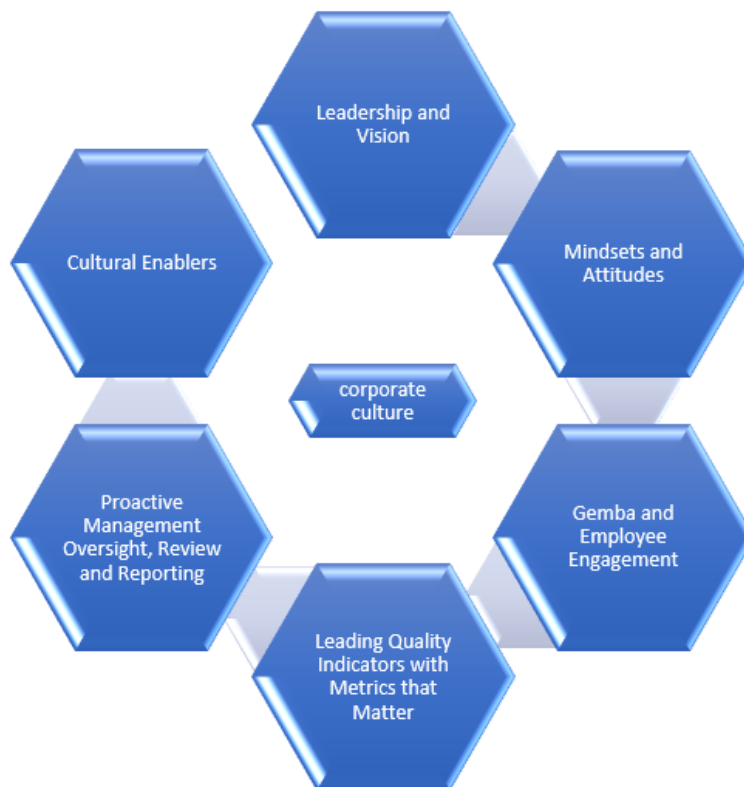 Leadership and
Vision
Mindsets and
Attitudes
Gemba and
Employee
Engagement
Leading Quality
Indicators with
Metrics that
Matter
Proactive
Management
Oversight, Review
and Reporting
Cultural Enablers
corporate
culture